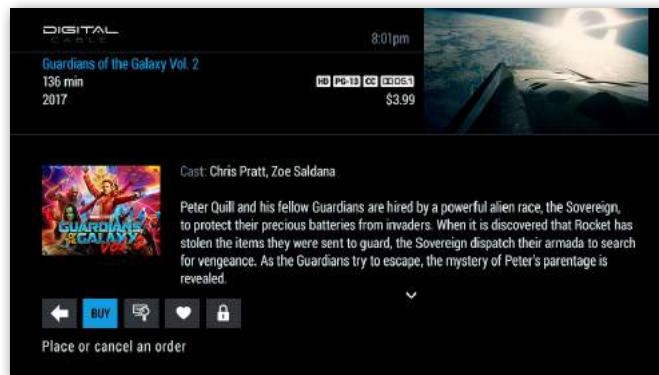 DIGITAL
CABLE
8:01pm
Guardians of the Galaxy Vol. 2
136 min
HD PG-13 CC DD5.1
2017
$3.99
Cast: Chris Pratt, Zoe Saldana
Peter Quill and his fellow Guardians are hired by a powerful alien race, the Sovereign,
to protect their precious batteries from invaders. When it is discovered that Rocket has
stolen the items they were sent to guard, the Sovereign dispatch their armada to search
for vengeance. As the Guardians try to escape, the mystery of Peter's parentage is
revealed.
GUARDIANS
OF THE
GALAXY
VOL. 2
BUY
Place or cancel an order